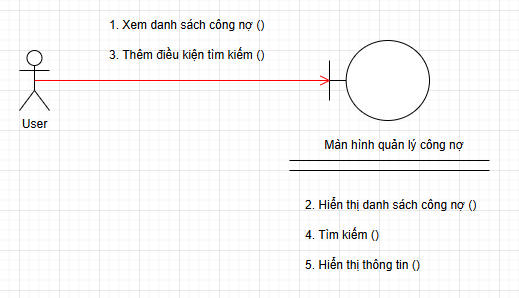 1. Xem danh sách công nợ ()
3. Thêm điều kiện tìm kiếm ()
User
Màn hình quản lý công nợ
2. Hiển thị danh sách công nợ ()
4. Tìm kiếm ()
5. Hiển thị thông tin ()